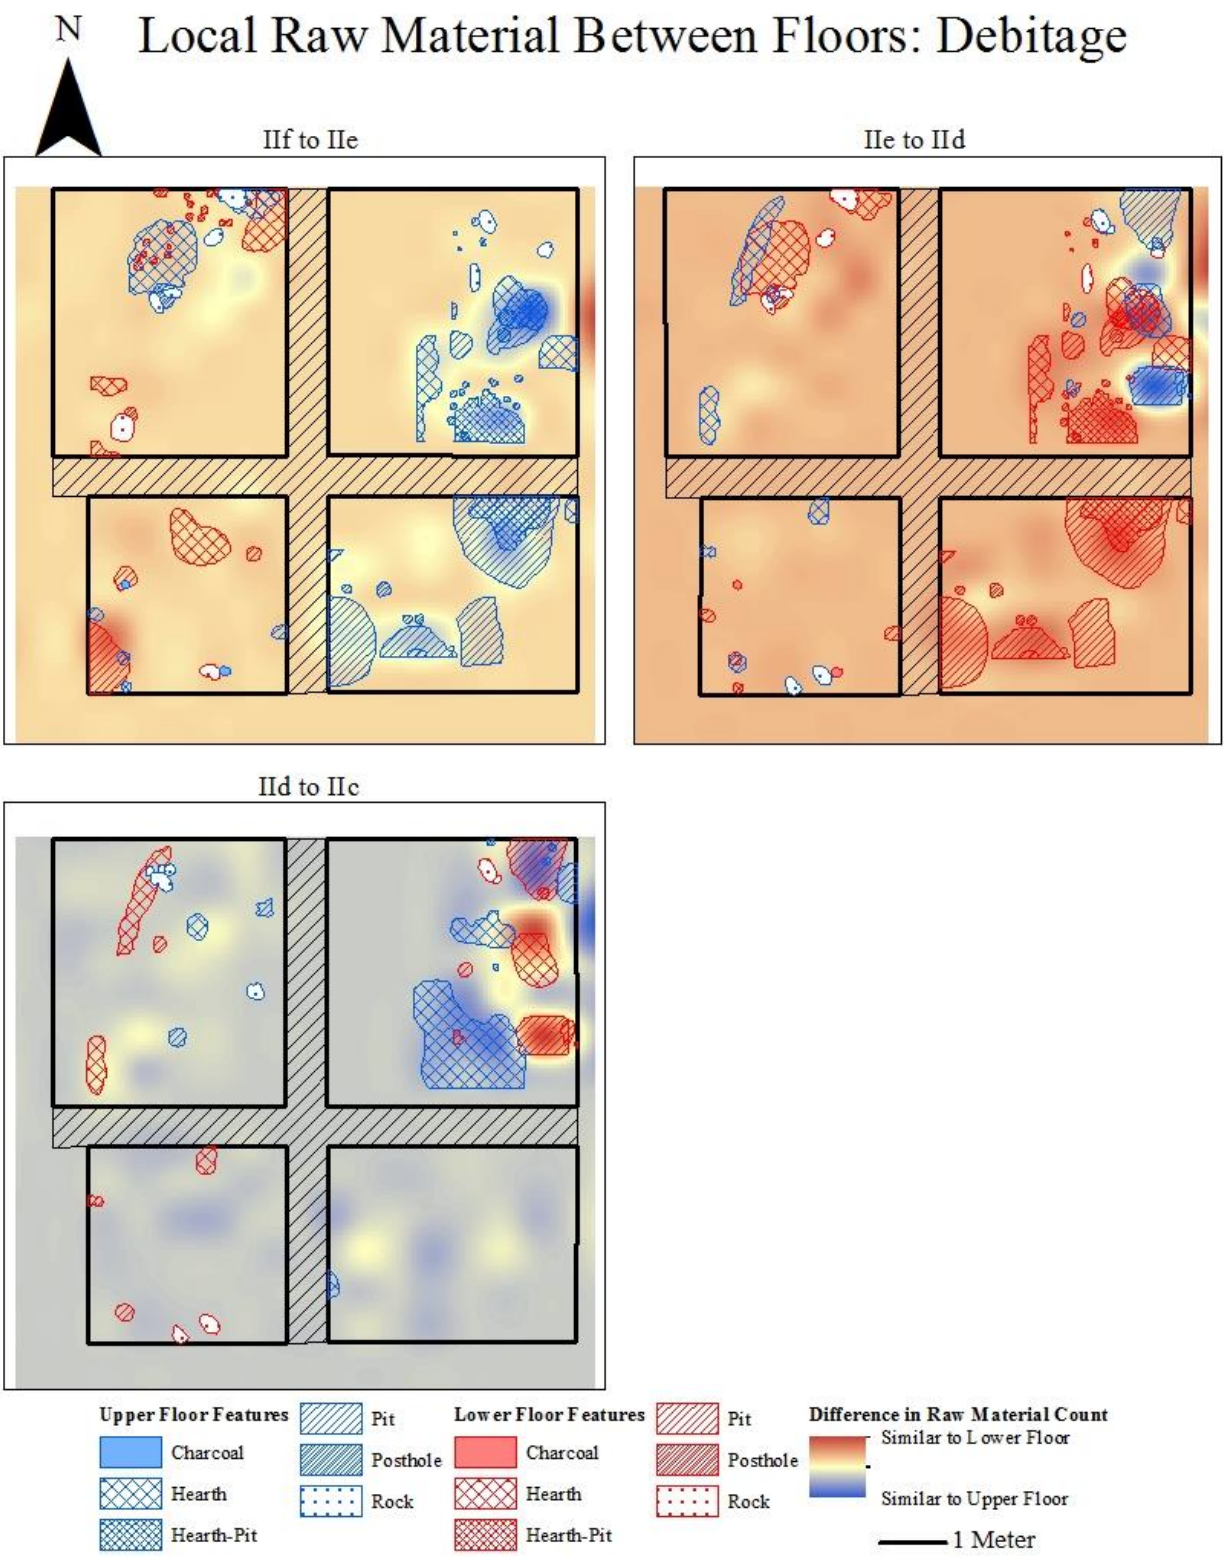 N
Local Raw Material Between Floors: Debitage
IIf to IIe
IIe to IId
IId to IIc
Upper Floor Features
Charcoal
Hearth
Hearth-Pit
Pit
Posthole
Rock
Lower Floor Features
Charcoal
Hearth
Hearth-Pit
Pit
Posthole
Rock
Difference in Raw Material Count
Similar to Lower Floor
Similar to Upper Floor
1 Meter